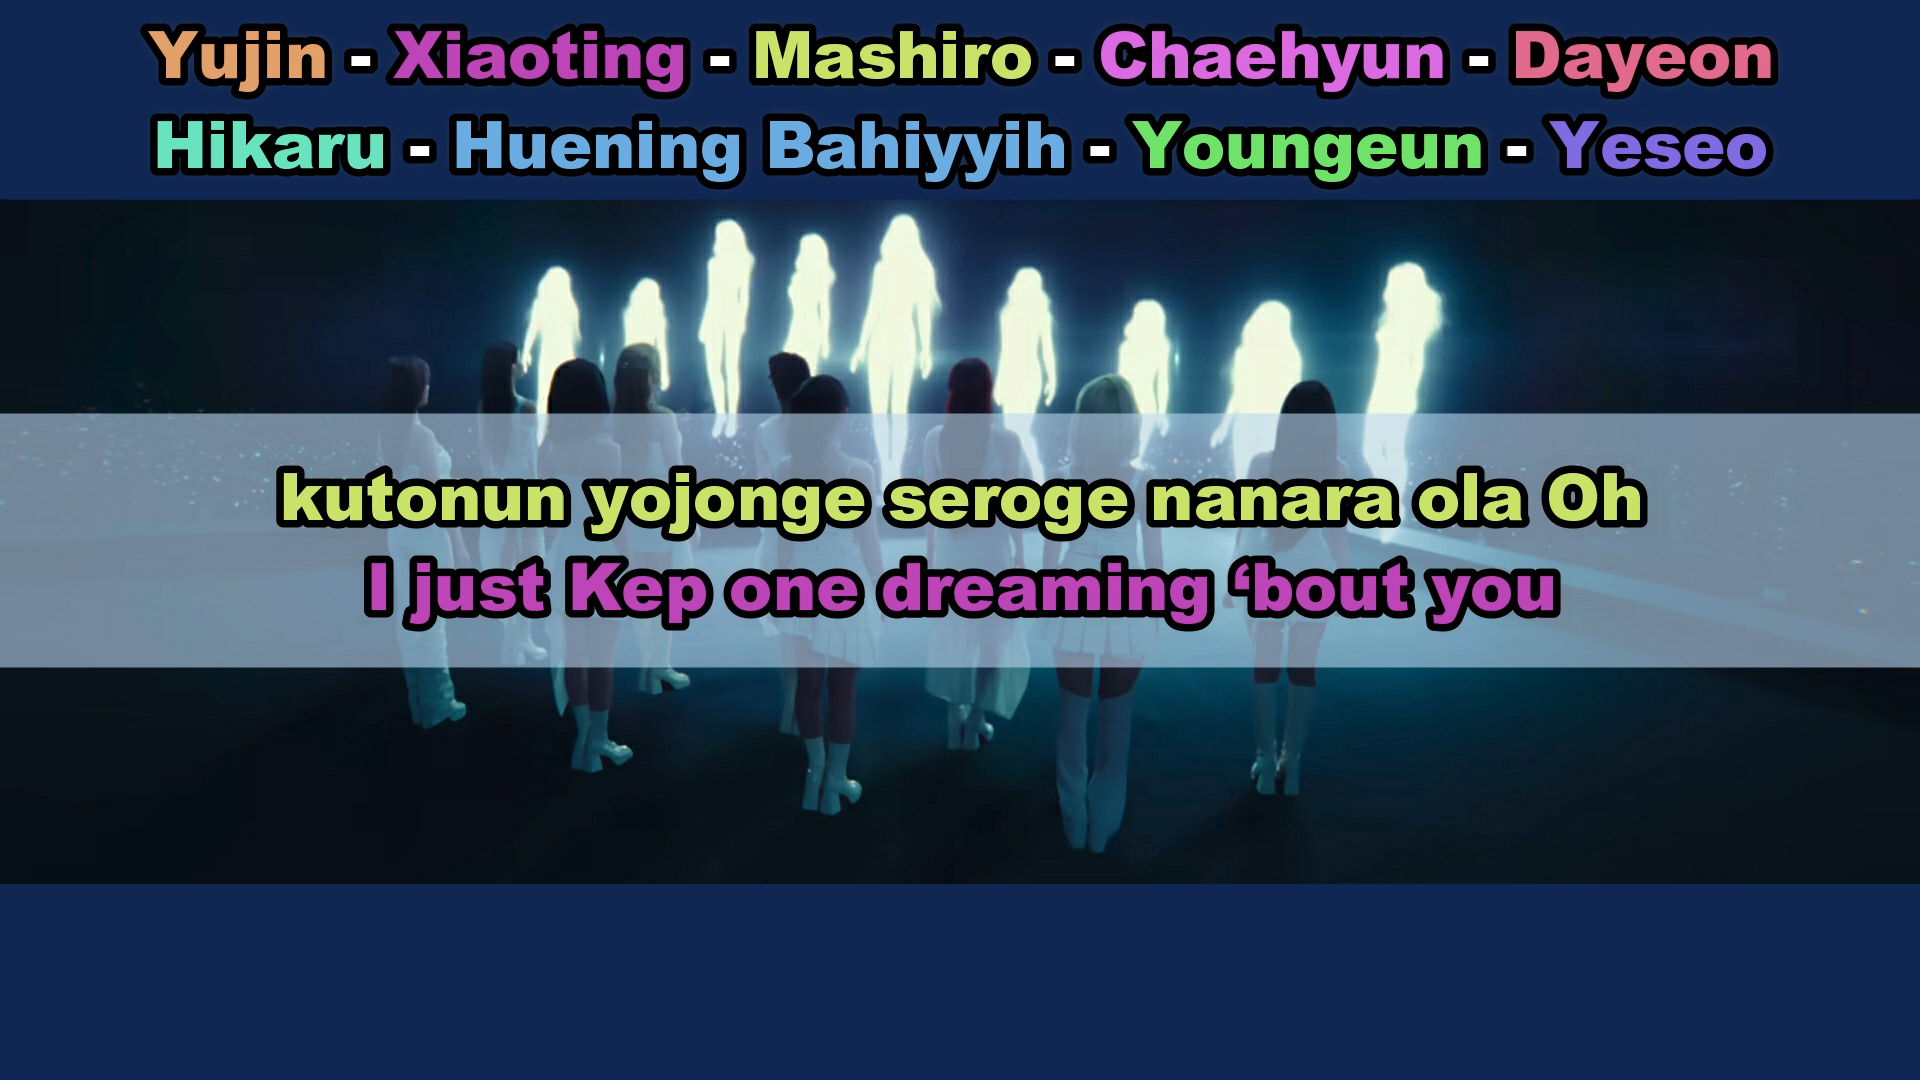 Yujin - Xiaoting - Mashiro - Chaehyun - Dayeon
Hikaru - Huening Bahiyyih - Youngeun - Yeseo
kutonun yojonge seroge nanara ola Oh
I just Kep one dreaming ‘bout you